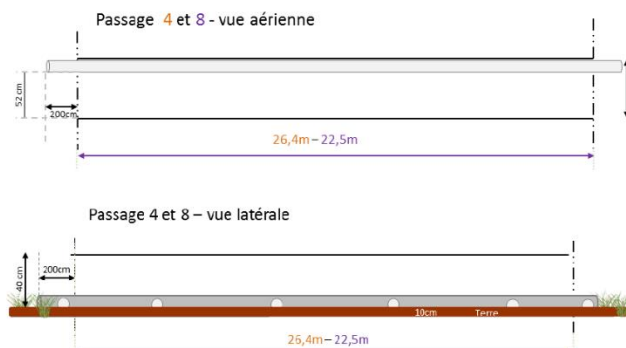 Passage 4 et 8 - vue aérienne
52 cm
200cm
26,4m – 22,5m
Passage 4 et 8 – vue latérale
40 cm
200cm
10cm Terre
26,4m – 22,5m